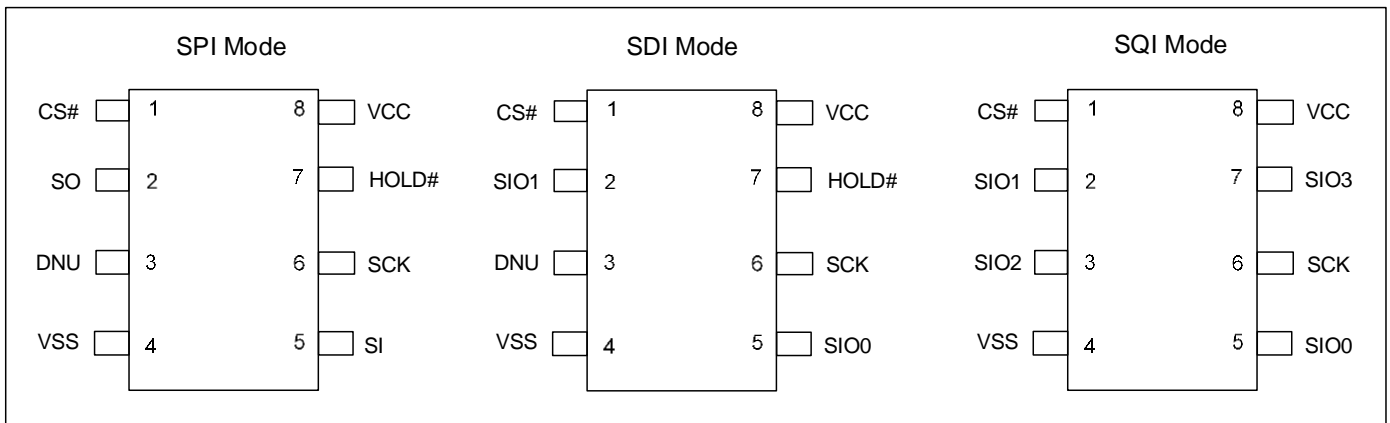 SPI Mode
CS# 1 8 VCC
SO 2 7 HOLD#
DNU 3 6 SCK
VSS 4 5 SI
SDI Mode
CS# 1 8 VCC
SIO1 2 7 HOLD#
DNU 3 6 SCK
VSS 4 5 SIO0
SQI Mode
CS# 1 8 VCC
SIO1 2 7 SIO3
SIO2 3 6 SCK
VSS 4 5 SIO0